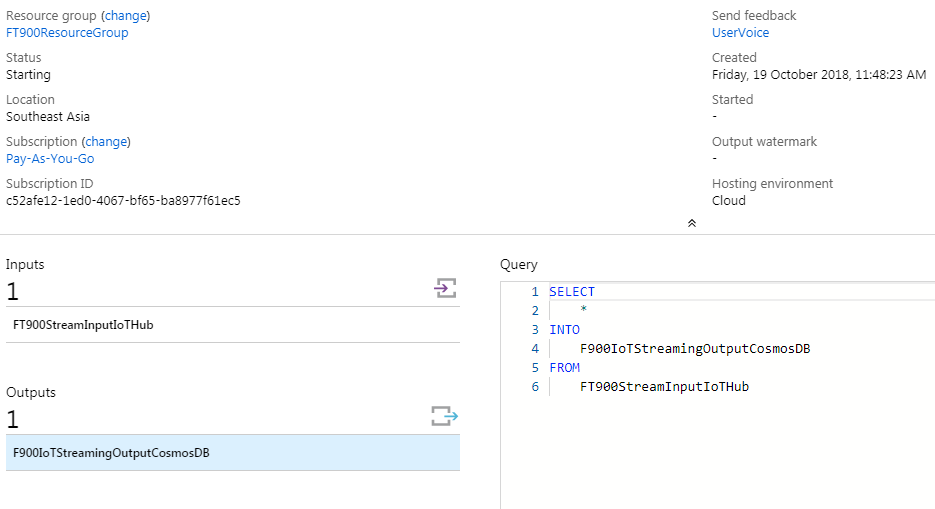 Resource group (change)
FT900ResourceGroup
Status
Starting
Location
Southeast Asia
Subscription (change)
Pay-As-You-Go
Subscription ID
c52afe12-1ed0-4067-bf65-ba8977f61ec5
Send feedback
UserVoice
Created
Friday, 19 October 2018, 11:48:23 AM
Started
-
Output watermark
-
Hosting environment
Cloud
Inputs
1
FT900StreamInputIoTHub
Outputs
1
F900IoTStreamingOutputCosmosDB
Query
1 SELECT
2 *
3 INTO
4 F900IoTStreamingOutputCosmosDB
5 FROM
6 FT900StreamInputIoTHub